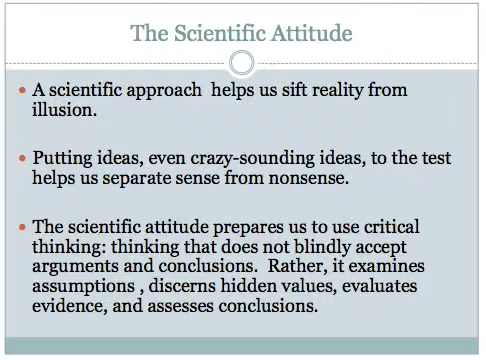 The Scientific Attitude
• A scientific approach  helps us sift reality from
illusion.
• Putting ideas, even crazy-sounding ideas, to the test
helps us separate sense from nonsense.
• The scientific attitude prepares us to use critical
thinking: thinking that does not blindly accept
arguments and conclusions.  Rather, it examines
assumptions , discerns hidden values, evaluates
evidence, and assesses conclusions.